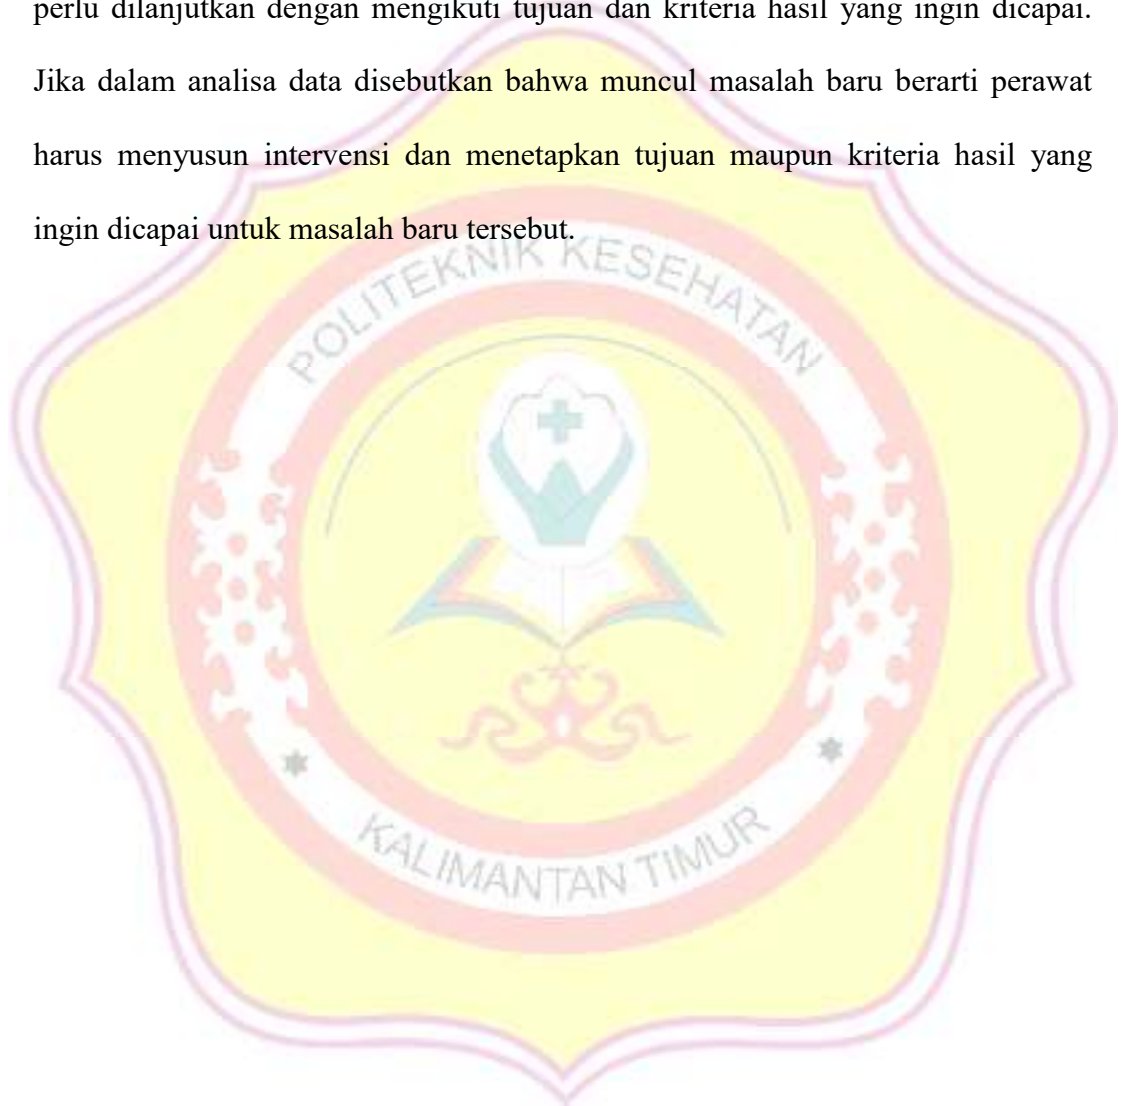 perlu dilanjutkan dengan mengikuti tujuan dan kriteria hasil yang ingin dicapai.
Jika dalam analisa data disebutkan bahwa muncul masalah baru berarti perawat
harus menyusun intervensi dan menetapkan tujuan maupun kriteria hasil yang
ingin dicapai untuk masalah baru tersebut.
POLITEKNIK KESEHATAN
KALIMANTAN TIMUR